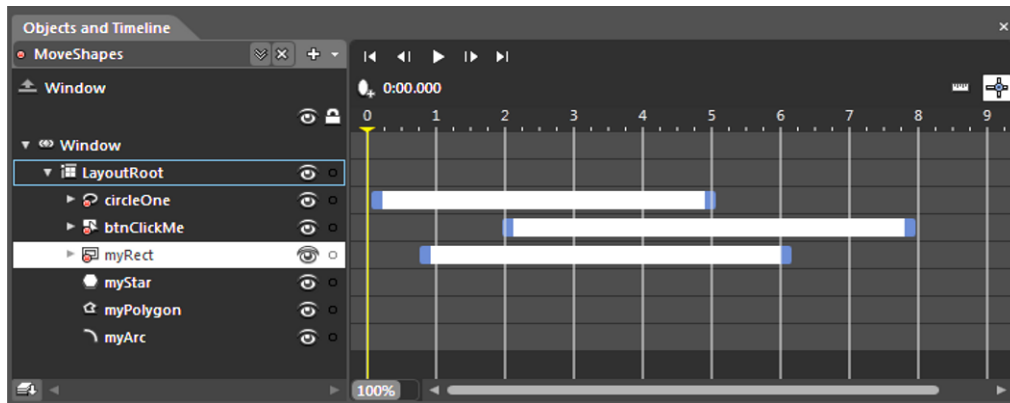 Objects and Timeline
MoveShapes
Window
0:00.000
0 1 2 3 4 5 6 7 8 9
Window
LayoutRoot
circleOne
btnClickMe
myRect
myStar
myPolygon
myArc
100%